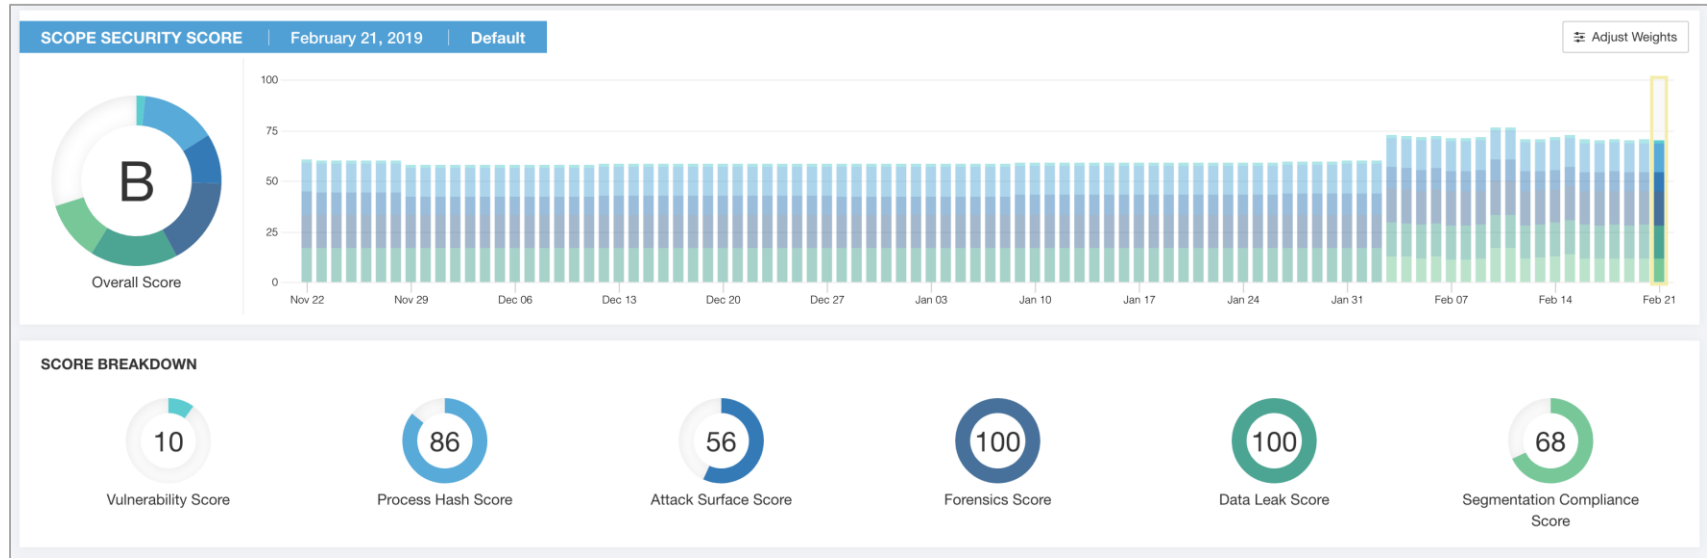 SCOPE SECURITY SCORE February 21, 2019 Default
Adjust Weights
100
75
50
25
0
B
Overall Score
Nov 22 Nov 29 Dec 06 Dec 13 Dec 20 Dec 27 Jan 03 Jan 10 Jan 17 Jan 24 Jan 31 Feb 07 Feb 14 Feb 21
SCORE BREAKDOWN
10 86 56 100 100 68
Vulnerability Score Process Hash Score Attack Surface Score Forensics Score Data Leak Score Segmentation Compliance
Score